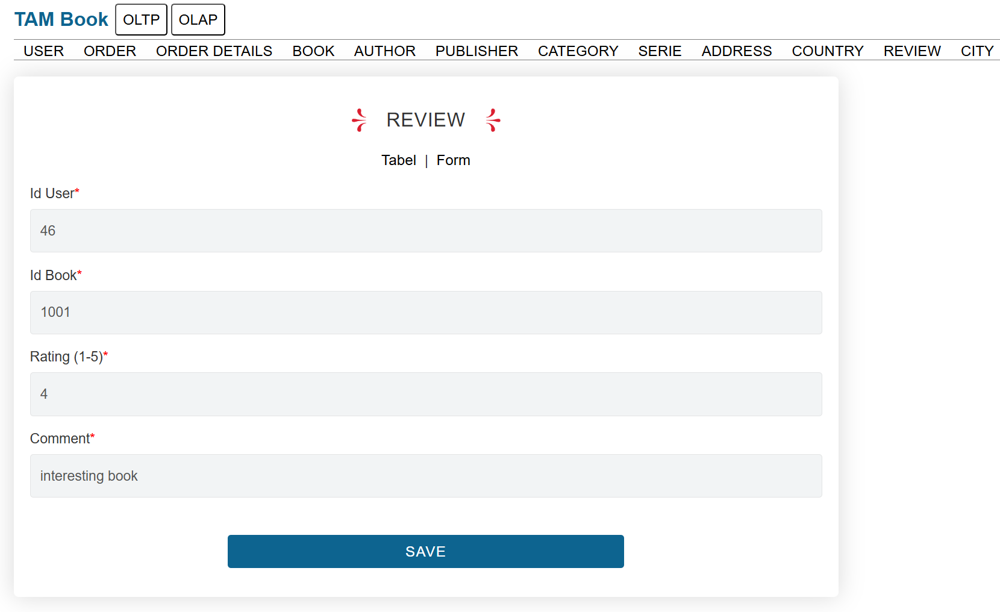 TAM Book OLTP OLAP
USER ORDER ORDER DETAILS BOOK AUTHOR PUBLISHER CATEGORY SERIE ADDRESS COUNTRY REVIEW CITY
REVIEW
Tabel | Form
Id User*
46
Id Book*
1001
Rating (1-5)*
4
Comment*
interesting book
SAVE